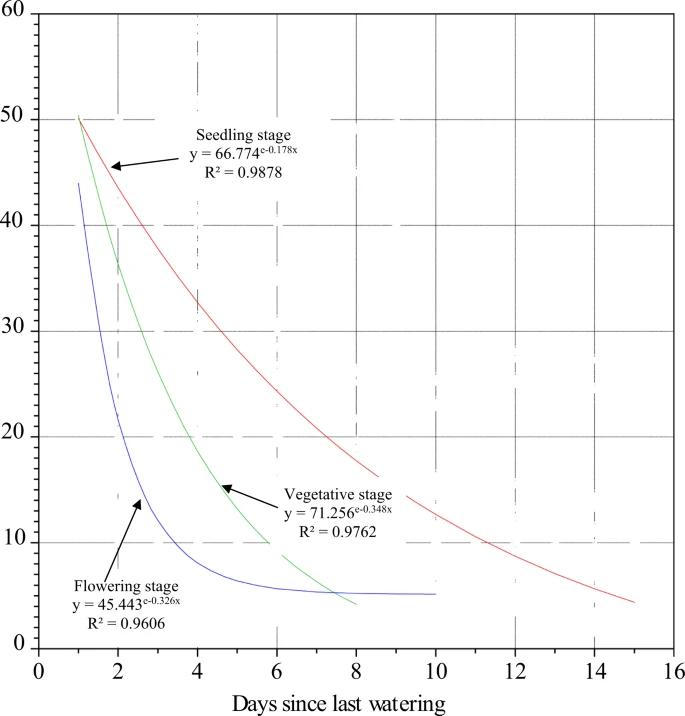 60
50
Seedling stage
y = 66.774e-0.178x
R² = 0.9878
40
30
20
Vegetative stage
y = 71.256e-0.348x
R² = 0.9762
10
Flowering stage
y = 45.443e-0.326x
R² = 0.9606
0
0 2 4 6 8 10 12 14 16
Days since last watering